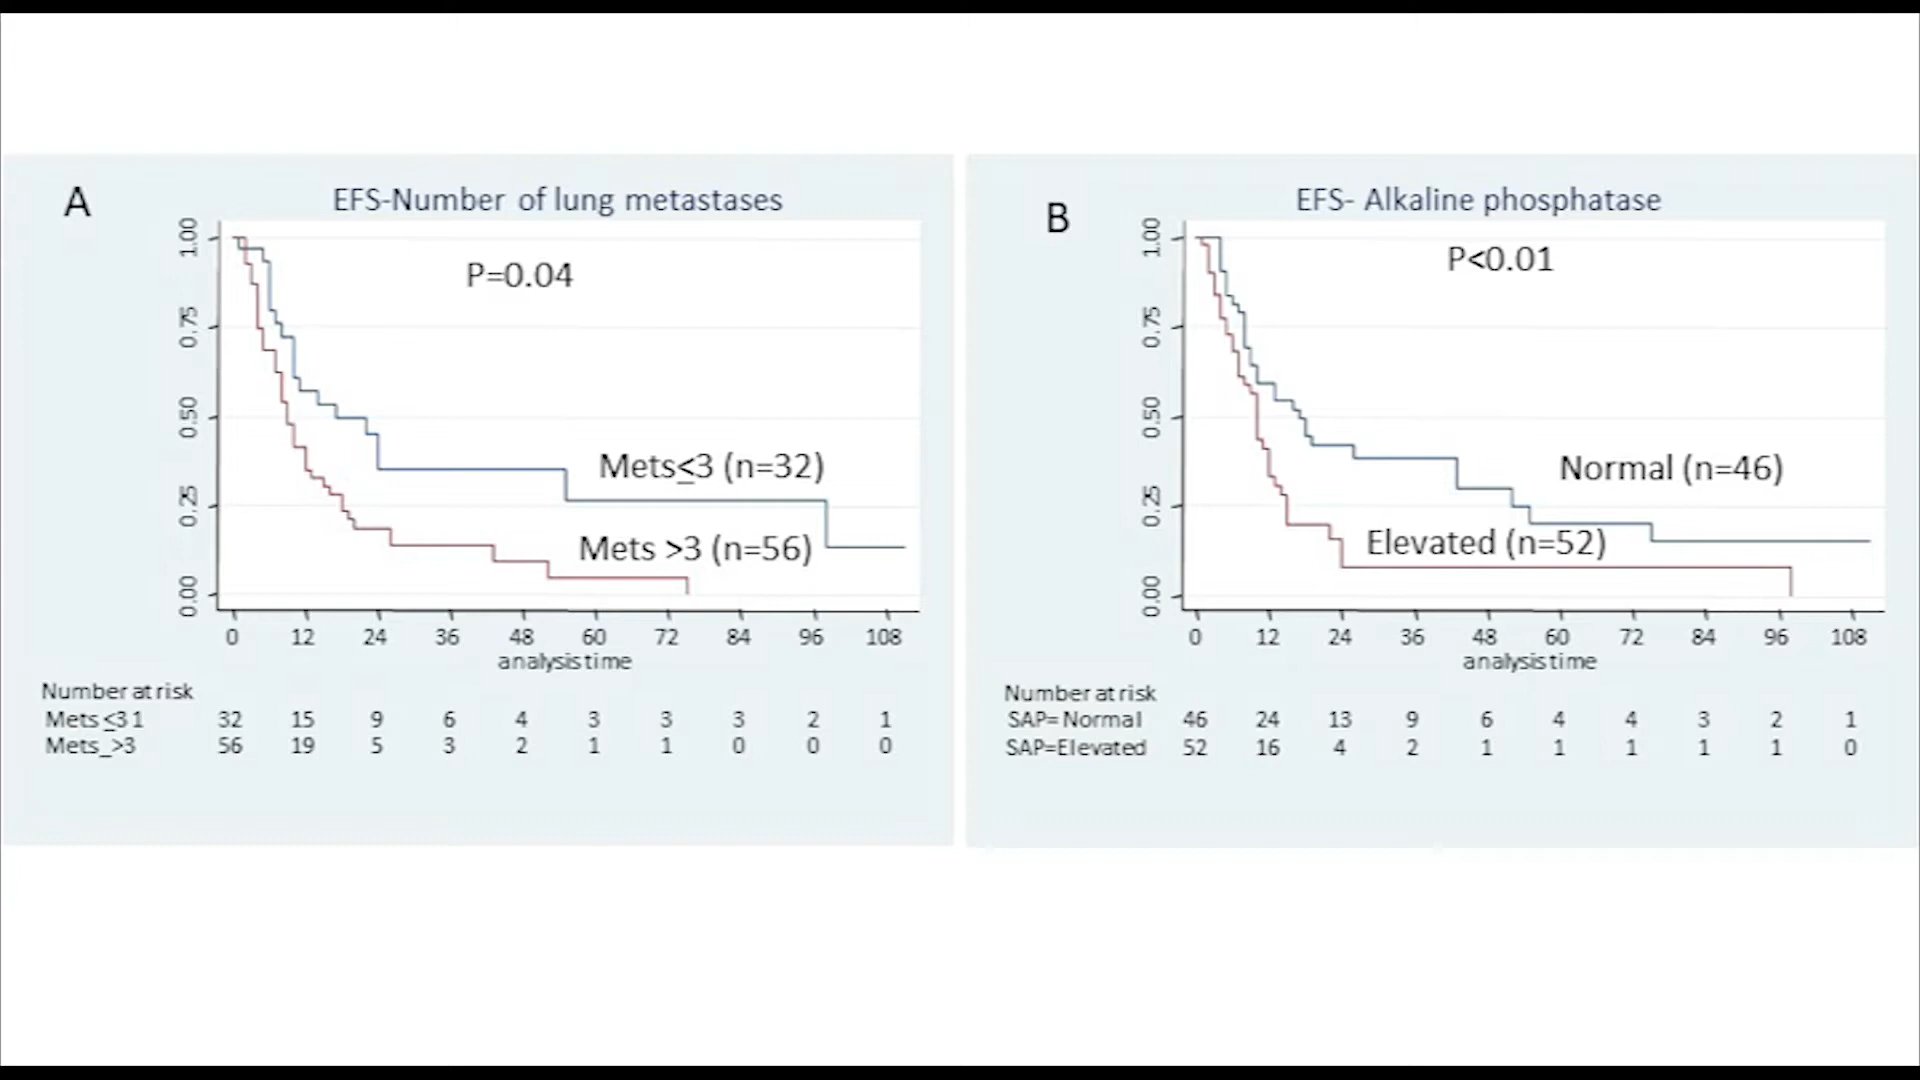 A
EFS-Number of lung metastases
P=0.04
1.00
0.75
0.50
0.25
0.00
Mets≤3 (n=32)
Mets >3 (n=56)
0 12 24 36 48 60 72 84 96 108
analysis time
Number at risk
Mets ≤3 1 32 15 9 6 4 3 3 3 2 1
Mets_>3 56 19 5 3 2 1 1 0 0 0
B
EFS- Alkaline phosphatase
P<0.01
1.00
0.75
0.50
0.25
0.00
Normal (n=46)
Elevated (n=52)
0 12 24 36 48 60 72 84 96 108
analysis time
Number at risk
SAP= Normal 46 24 13 9 6 4 4 3 2 1
SAP=Elevated 52 16 4 2 1 1 1 1 1 0